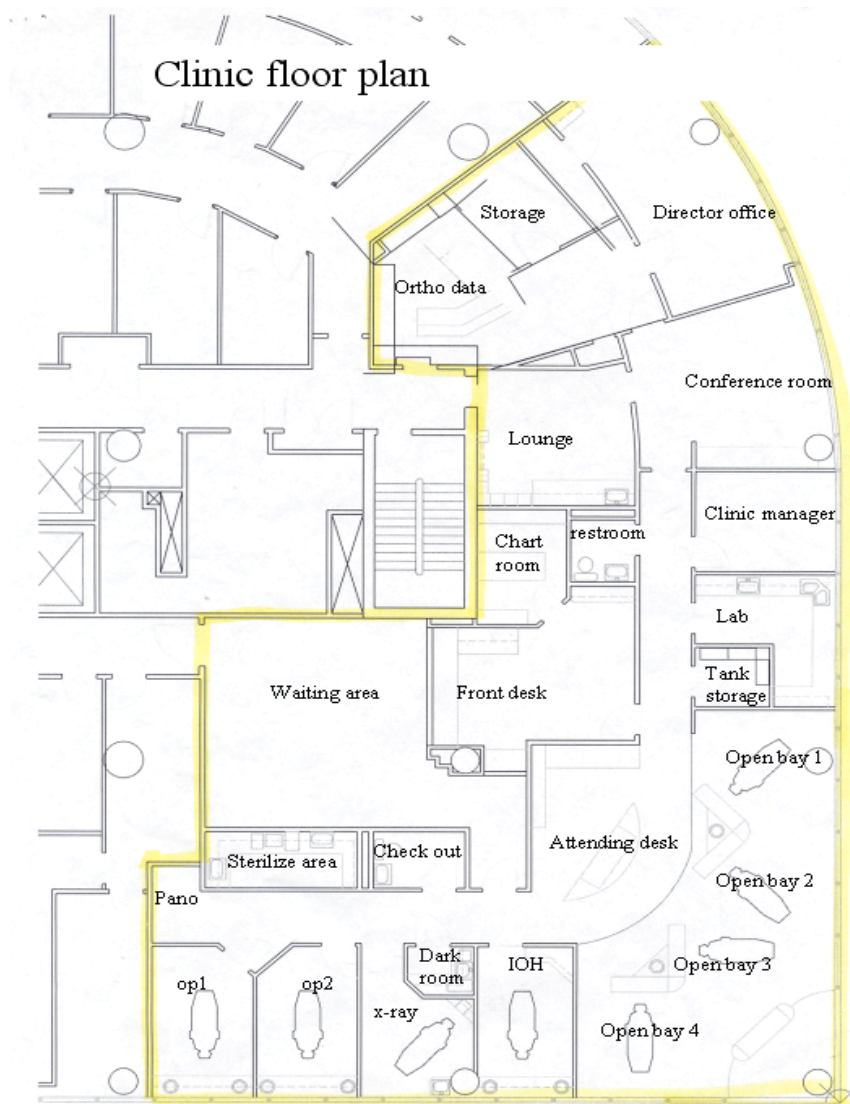 Clinic floor plan
Storage
Director office
Ortho data
Conference room
Lounge
Clinic manager
Chart
room
restroom
Lab
Tank
storage
Waiting area
Front desk
Open bay 1
Attending desk
Check out
Sterilize area
Open bay 2
Pano
Dark
room
IOH
Open bay 3
op1
op2
x-ray
Open bay 4